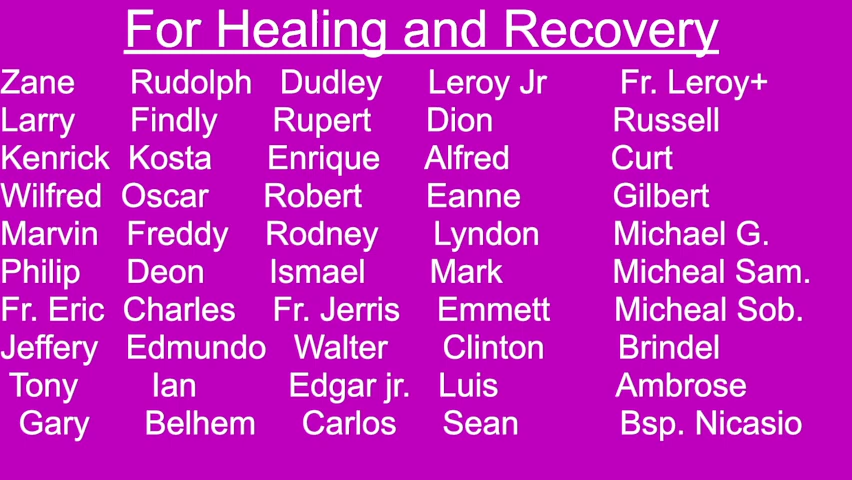 For Healing and Recovery
Zane Rudolph Dudley Leroy Jr Fr. Leroy+
Larry Findly Rupert Dion Russell
Kenrick Kosta Enrique Alfred Curt
Wilfred Oscar Robert Eanne Gilbert
Marvin Freddy Rodney Lyndon Michael G.
Philip Deon Ismael Mark Micheal Sam.
Fr. Eric Charles Fr. Jerris Emmett Micheal Sob.
Jeffery Edmundo Walter Clinton Brindel
Tony Ian Edgar jr. Luis Ambrose
Gary Belhem Carlos Sean Bsp. Nicasio